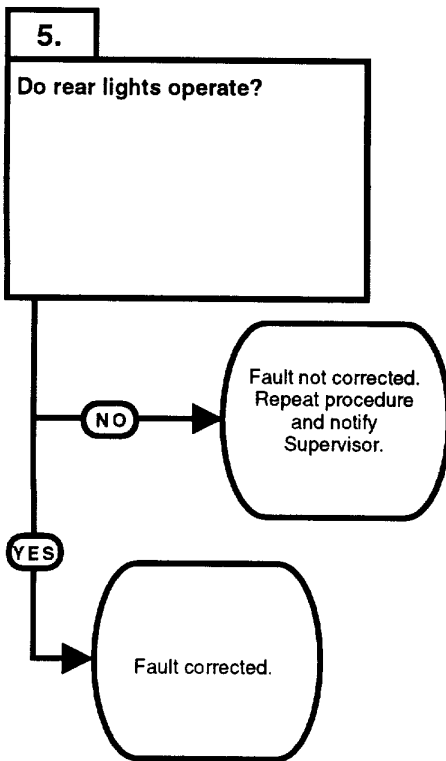 5.
Do rear lights operate?
Fault not corrected.
Repeat procedure
and notify
Supervisor.
NO
YES
Fault corrected.